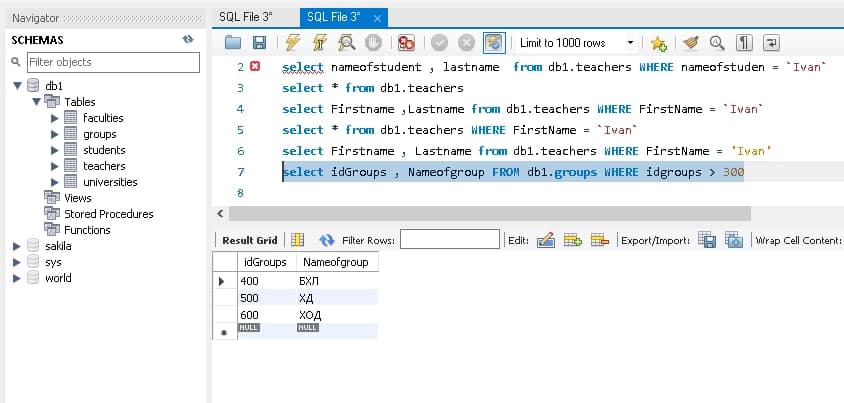 Navigator
SQL File 3* SQL File 3*
SCHEMAS
Limit to 1000 rows
Filter objects
db1
Tables
faculties
groups
students
teachers
universities
Views
Stored Procedures
Functions
sakila
sys
world
2 select nameofstudent , lastname from db1.teachers WHERE nameofstuden = `Ivan`
3 select * from db1.teachers
4 select Firstname ,Lastname from db1.teachers WHERE FirstName = `Ivan`
5 select * from db1.teachers WHERE FirstName = `Ivan`
6 select Firstname , Lastname from db1.teachers WHERE FirstName = 'Ivan'
7 select idGroups , Nameofgroup FROM db1.groups WHERE idgroups > 300
8
Result Grid Filter Rows: Edit: Export/Import: Wrap Cell Content:
idGroups Nameofgroup
400 БХЛ
500 ХД
600 ХОД
NULL NULL